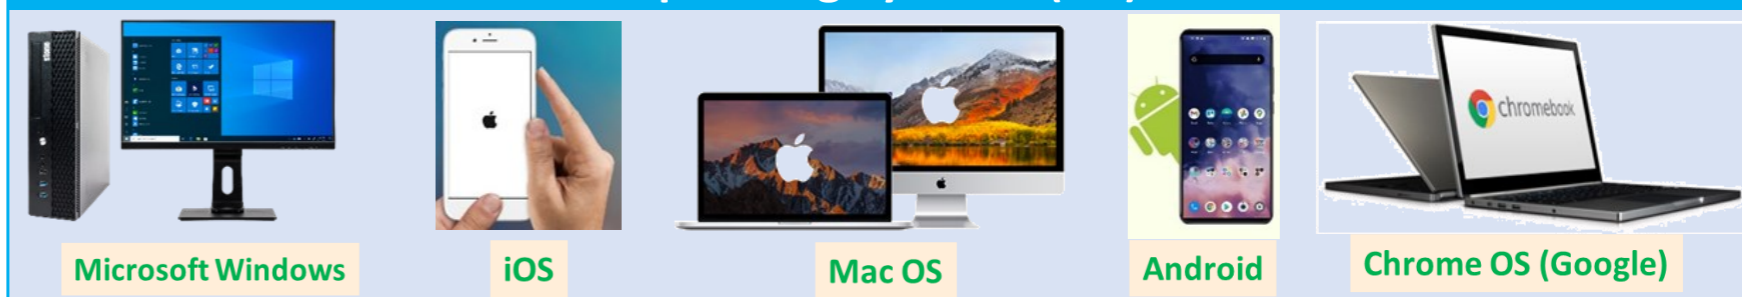 chromebook
Microsoft Windows
iOS
Mac OS
Android
Chrome OS (Google)